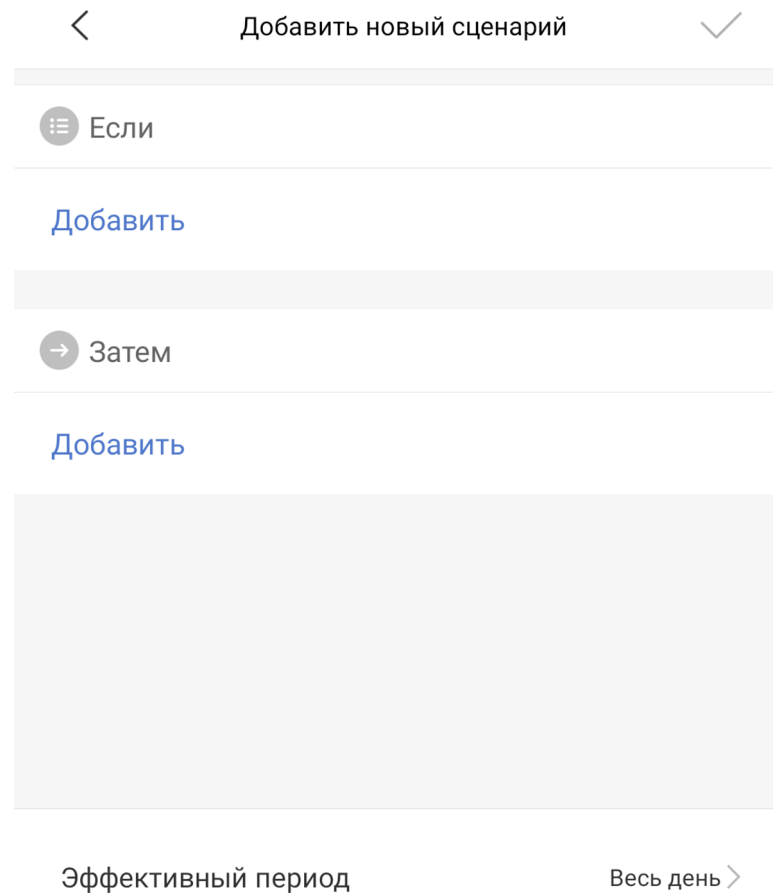 Добавить новый сценарий
Если
Добавить
Затем
Добавить
Эффективный период Весь день